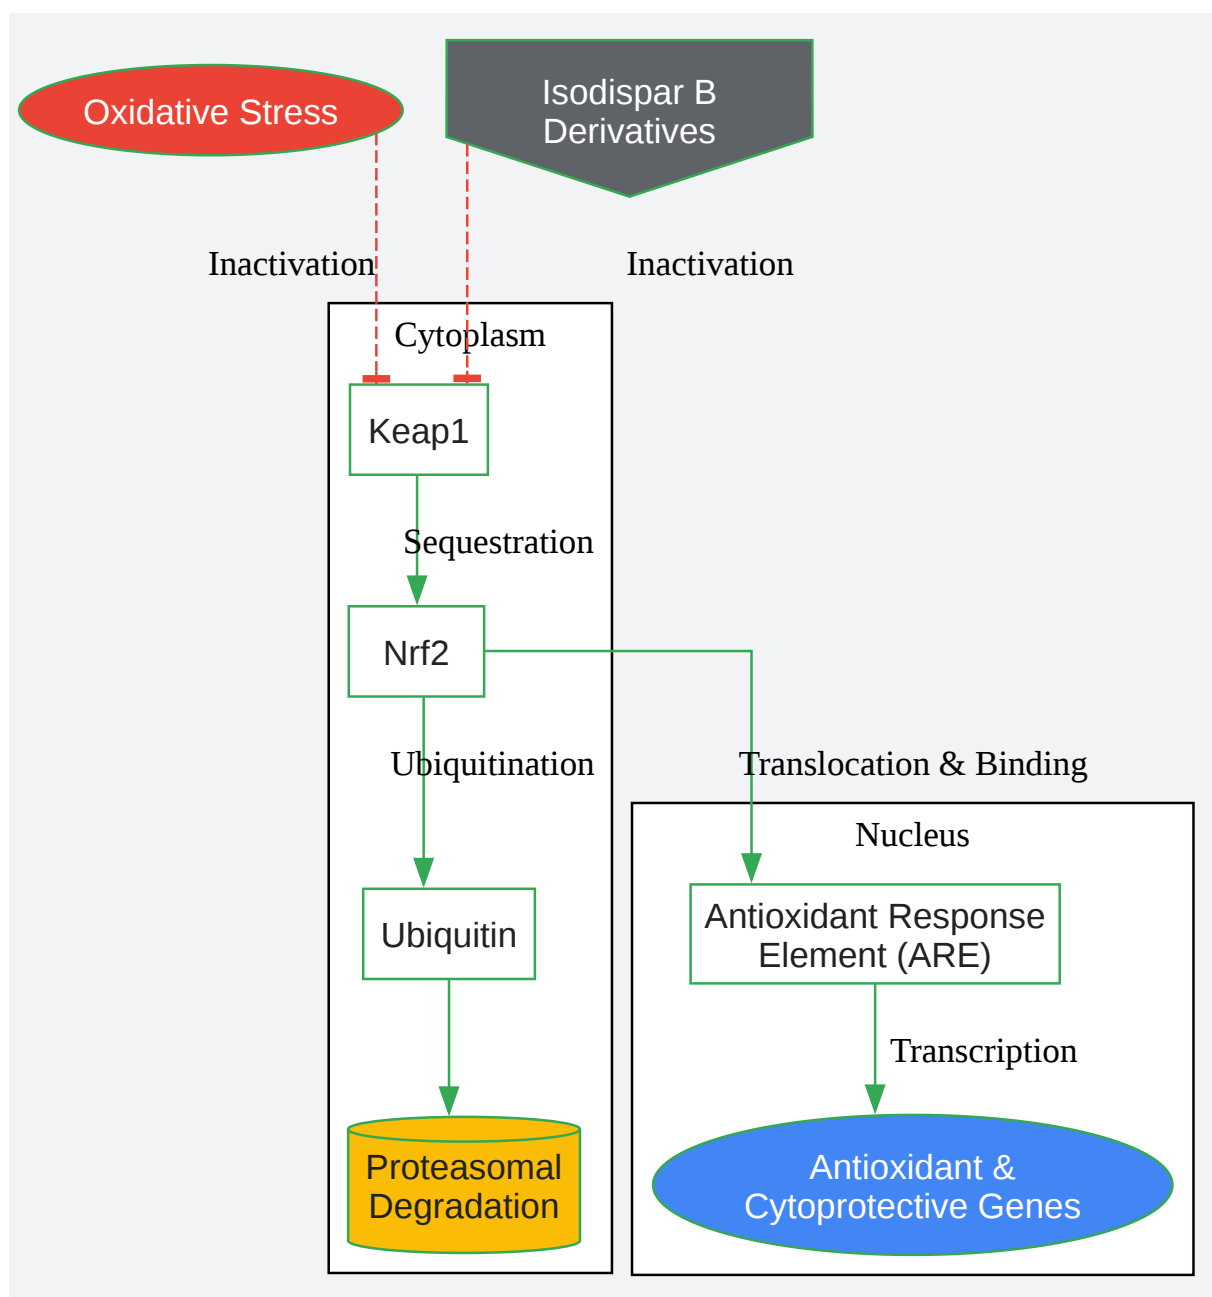 Oxidative Stress
Isodispar B
Derivatives
Inactivation
Inactivation
Cytoplasm
Keap1
Sequestration
Nrf2
Ubiquitination
Translocation & Binding
Nucleus
Ubiquitin
Antioxidant Response
Element (ARE)
Transcription
Proteasomal
Degradation
Antioxidant &
Cytoprotective Genes